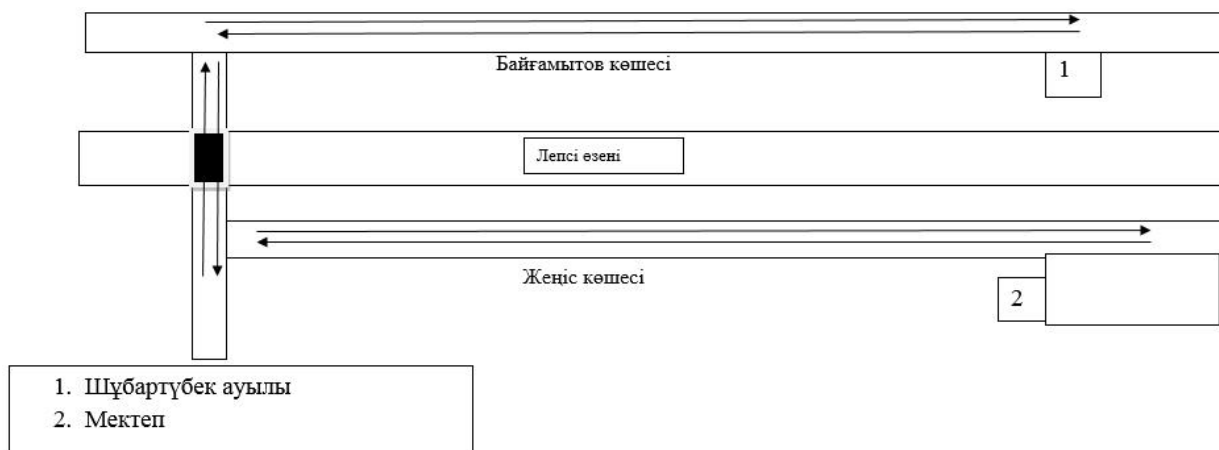 Байғамытов көшесі
1
Лепсі өзені
Жеңіс көшесі
2
1. Шұбартүбек ауылы
2. Мектеп